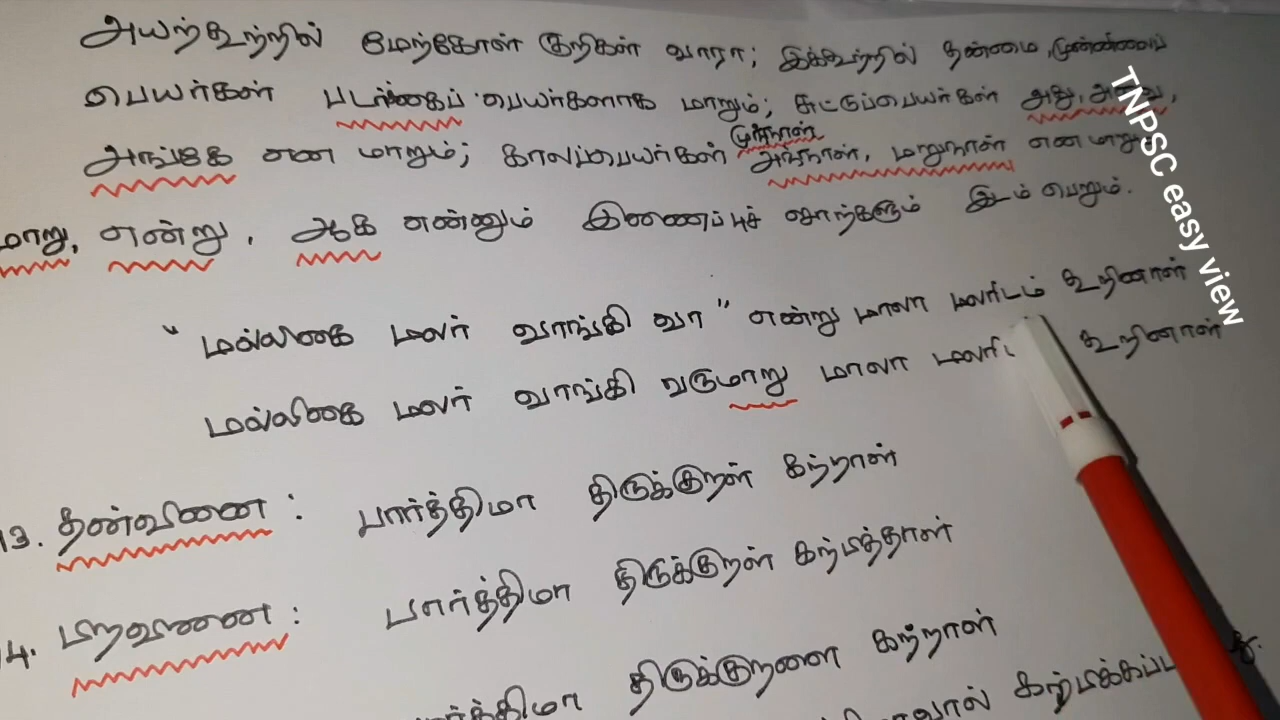 அயற்கூற்றில் மேற்கோள் குறிகள் வாரா; இக்கூற்றில் தன்மை, முன்னிலைப்
பெயர்கள் படர்க்கைப் பெயர்களாக மாறும்; சுட்டுப்பெயர்கள் அது, அவை,
முன்நாள்
அங்கே என மாறும்; காலப்பெயர்கள் அந்நாள், மறுநாள் என மாறும்
மாறு, என்று, ஆக என்னும் இணைப்புச் சொற்களும் இடம் பெறும்.
" மல்லிகை மலர் வாங்கி வா " என்று மாலா மலரிடம் கூறினாள்
மல்லிகை மலர் வாங்கி வருமாறு மாலா கூறினாள்
13. தன்வினை : பார்த்திமா திருக்குறள் கற்றாள்
14. பிறவினை : பார்த்திமா திருக்குறள் கற்பித்தாள்
திருக்குறளை கற்றாள்
TNPSC easy view